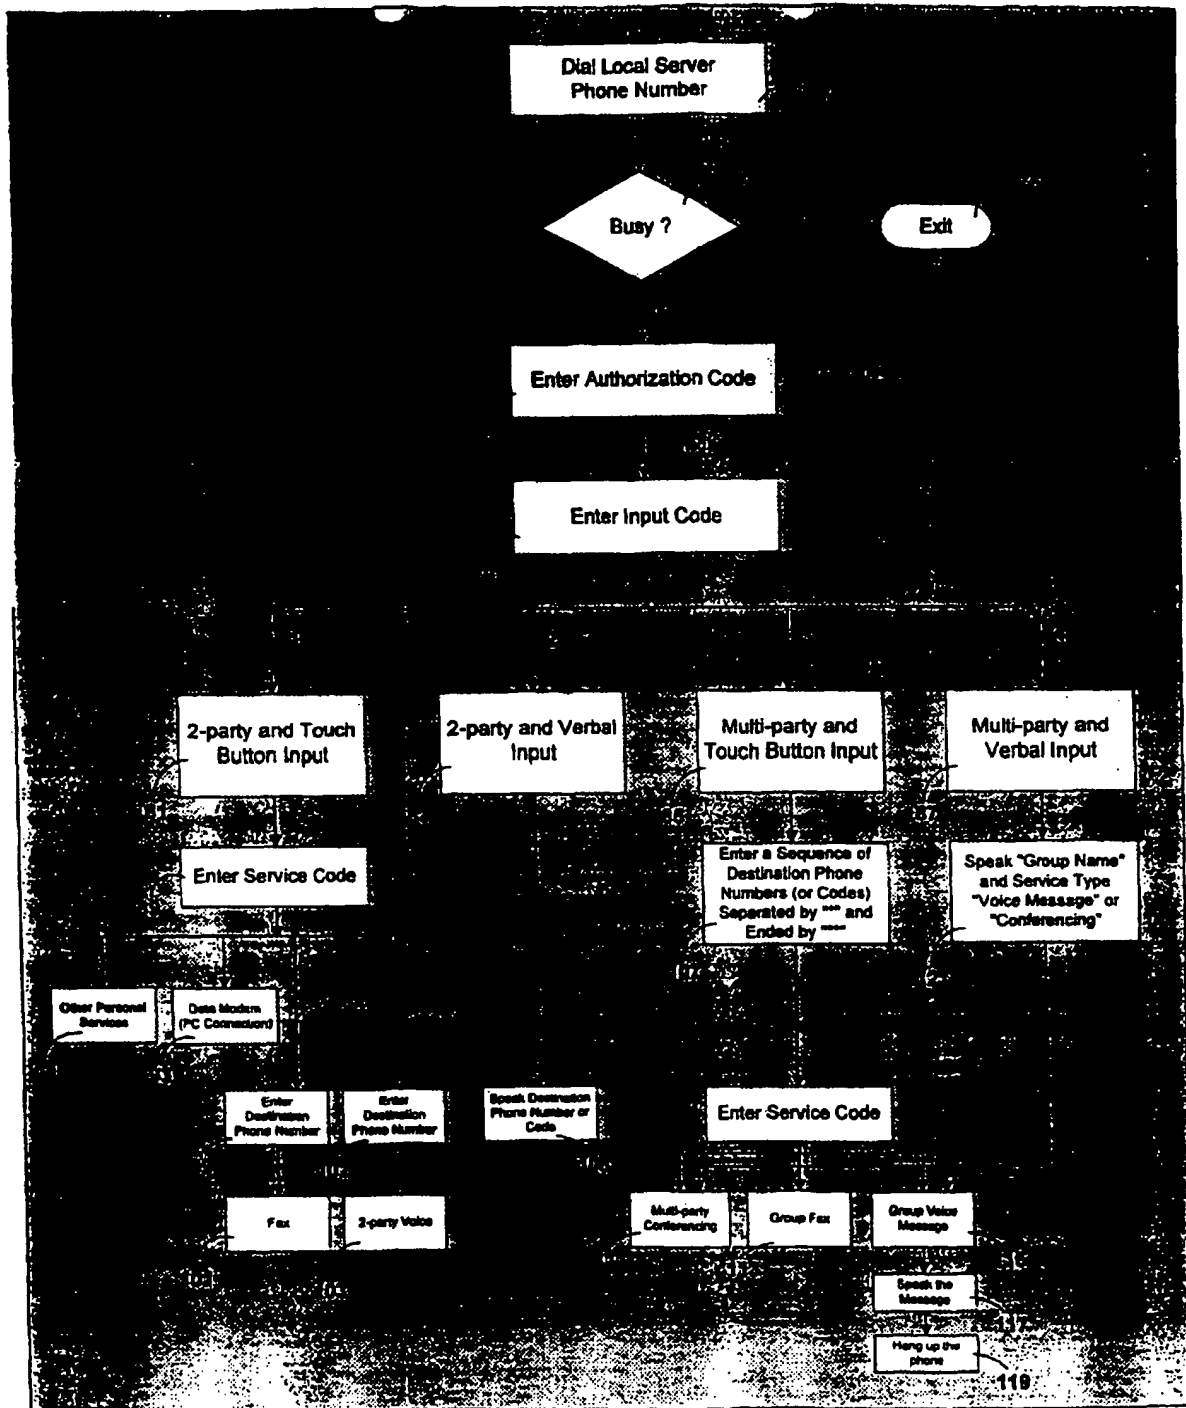 Dial Local Server
Phone Number
Busy ?
Exit
Enter Authorization Code
Enter Input Code
2-party and Touch
Button Input
2-party and Verbal
Input
Multi-party and
Touch Button Input
Multi-party and
Verbal Input
Enter Service Code
Enter a Sequence of
Destination Phone
Numbers (or Codes)
Separated by "*" and
Ended by "**"
Speak "Group Name"
and Service Type
"Voice Message" or
"Conferencing"
Other Personal
Services
Data Modem
(PC Connection)
Enter
Destination
Phone Number
Enter
Destination
Phone Number
Speak Destination
Phone Number or
Code
Enter Service Code
Fax
2-party Voice
Multi-party
Conferencing
Group Fax
Group Voice
Message
Speak the
Message
117
Hang up the
phone
119